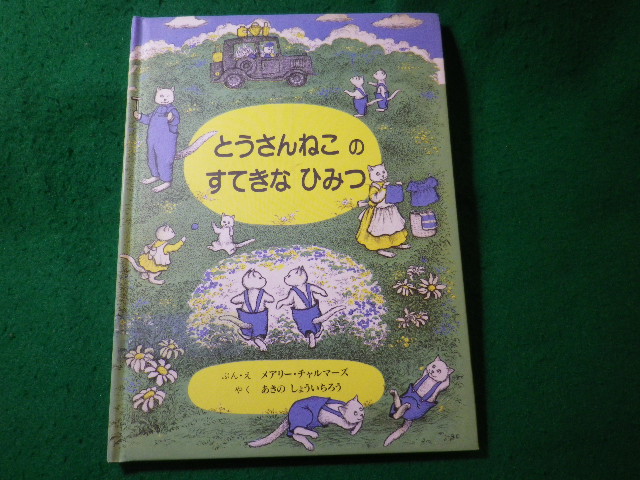 とうさんねこ の
すてきな ひみつ
ぶん・え メアリー・チャルマーズ
やく あきの しょういちろう